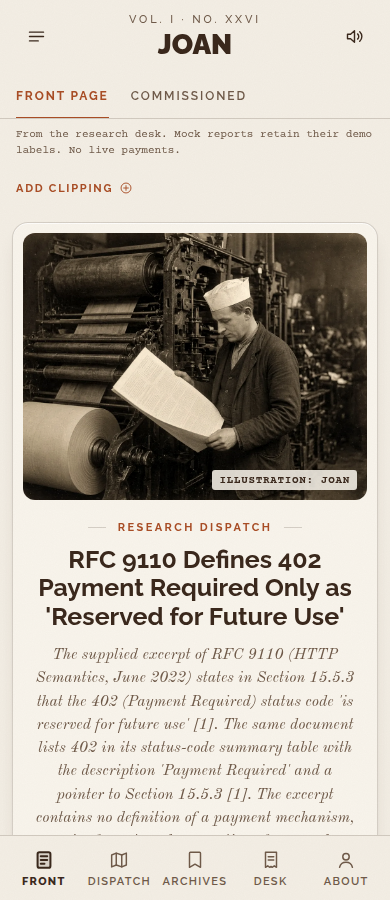 VOL. I · NO. XXVI
JOAN
FRONT PAGE
COMMISSIONED
From the research desk. Mock reports retain their demo
labels. No live payments.
ADD CLIPPING
ILLUSTRATION: JOAN
RESEARCH DISPATCH
RFC 9110 Defines 402
Payment Required Only as
'Reserved for Future Use'
The supplied excerpt of RFC 9110 (HTTP
Semantics, June 2022) states in Section 15.5.3
that the 402 (Payment Required) status code 'is
reserved for future use' [1]. The same document
lists 402 in its status-code summary table with
the description 'Payment Required' and a
pointer to Section 15.5.3 [1]. The excerpt
contains no definition of a payment mechanism,
FRONT
DISPATCH
ARCHIVES
DESK
ABOUT